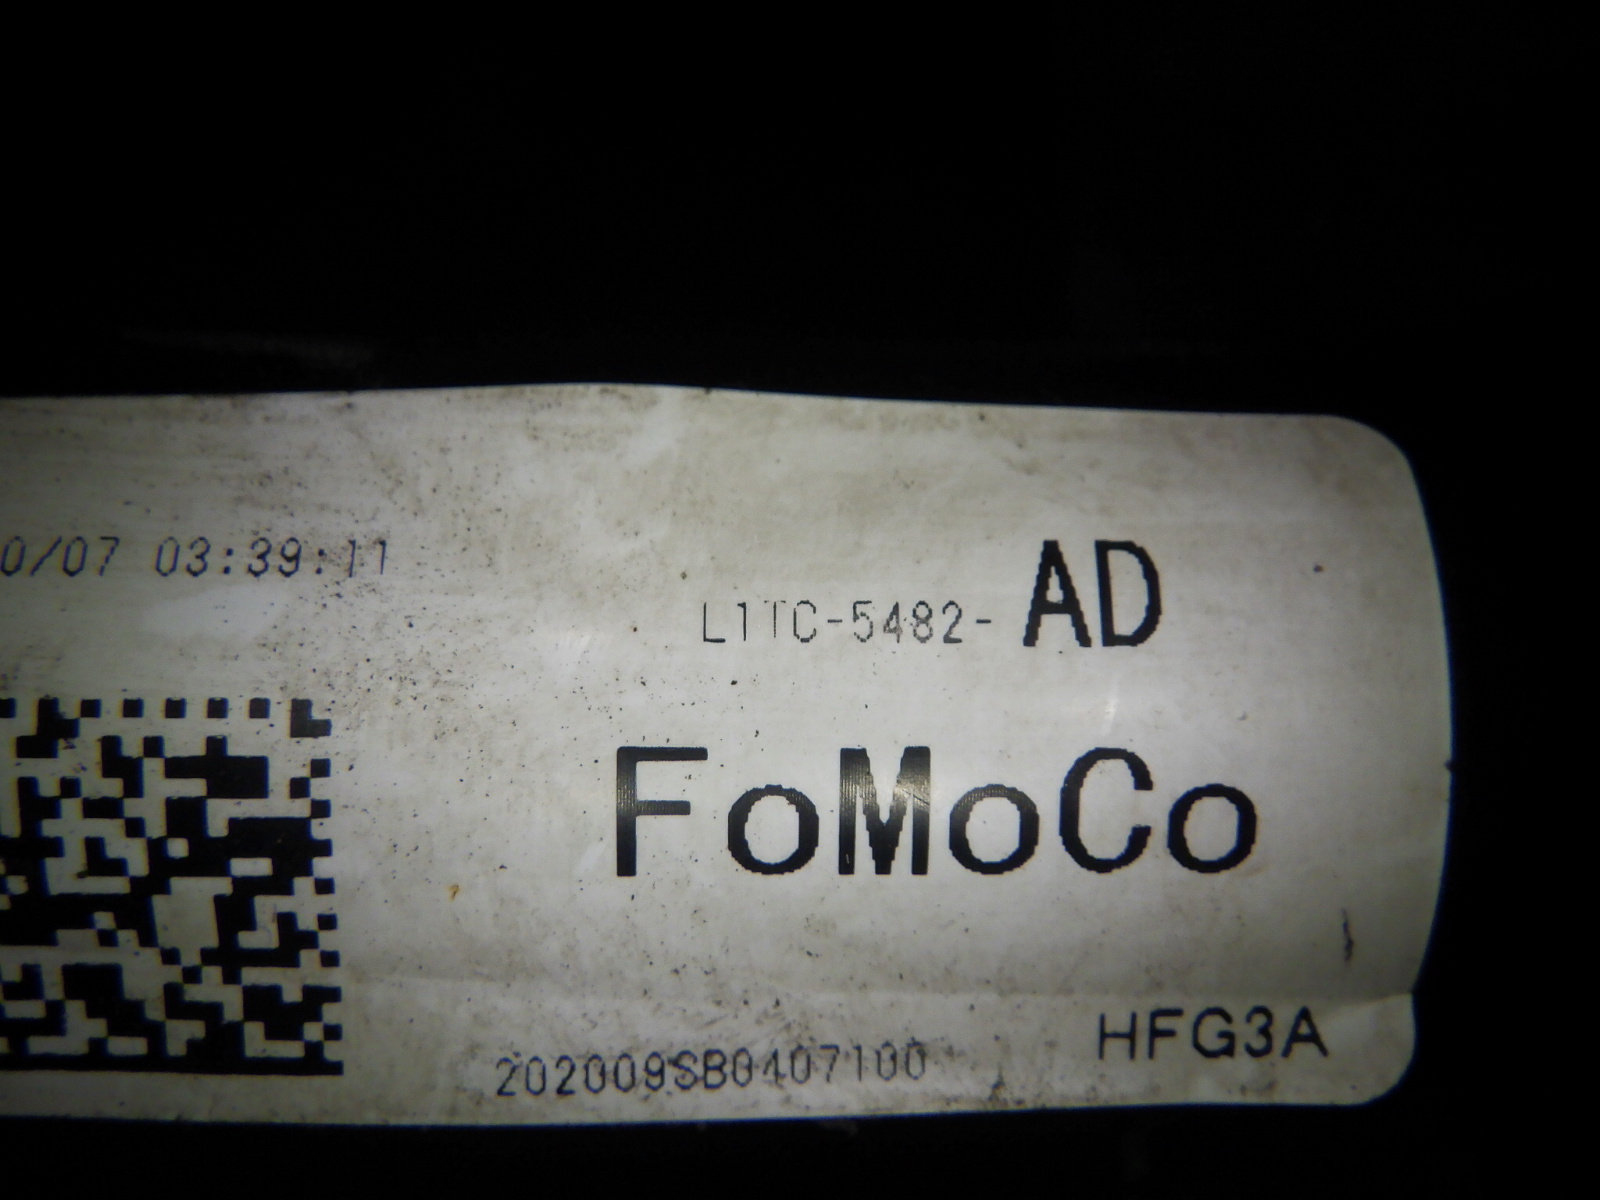 0/07 03:39:11
L1TC-5482- AD
FoMoCo
HFG3A
202009SB0407100